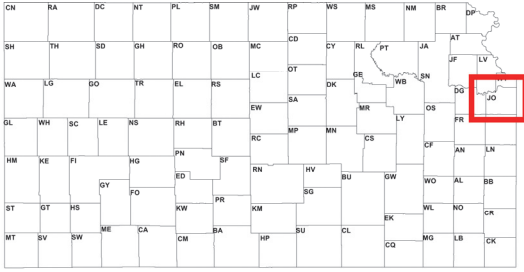 CN RA DC NT PL SM JW RP WS MS NM BR DP
CD AT
SH TH SD GH RO OB MC CY RL PT JA JF LV
OT GE WB SN
WA LG GO TR EL RS LC DK DG JO
EW SA MR OS FR
GL WH SC LE NS RH BT MP MN LY
RC CS
PN CF AN LN
HM KE FI HG SF RN HV
ED BU GW
GY FO SG WO AL BB
PR
ST GT HS KW KM WL NO CR
EK
MT SV SW ME CA CM BA HP SU CL CQ MG LB CK